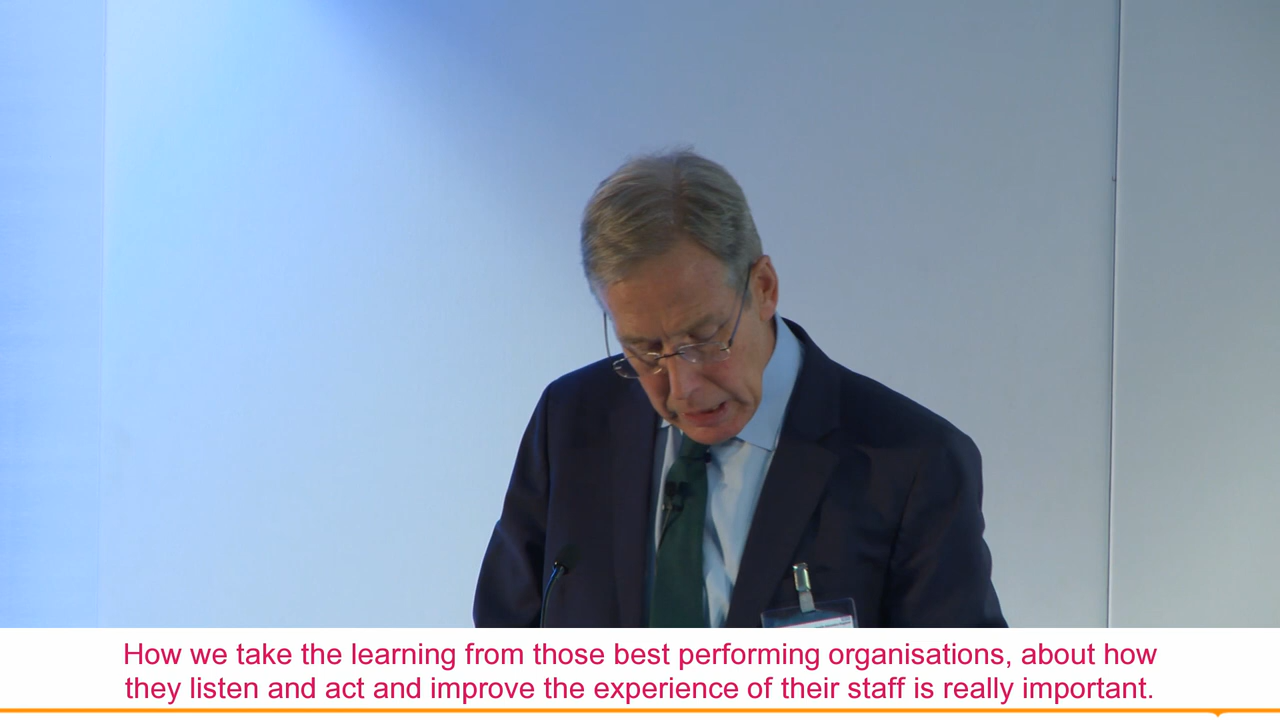 How we take the learning from those best performing organisations, about how
they listen and act and improve the experience of their staff is really important.